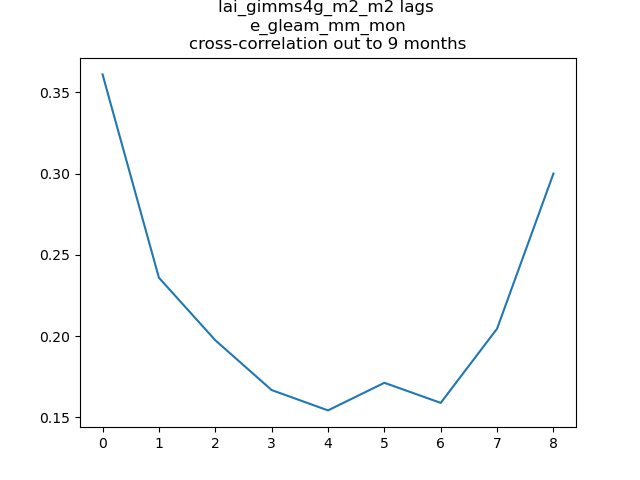 lai_gimms4g_m2_m2 lags
e_gleam_mm_mon
cross-correlation out to 9 months
0.35
0.30
0.25
0.20
0.15
0 1 2 3 4 5 6 7 8